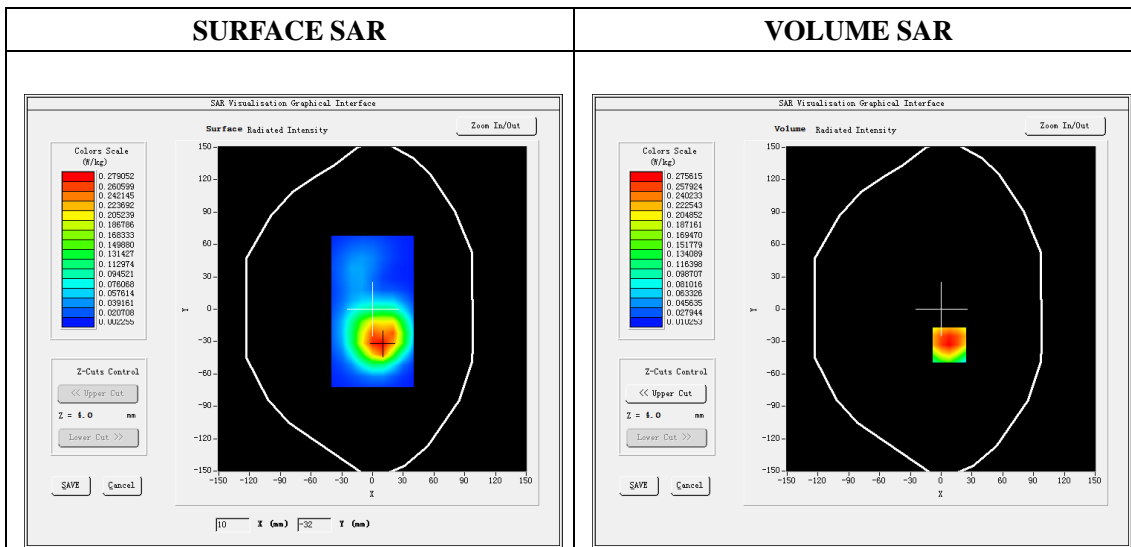 SURFACE SAR
VOLUME SAR
SAR Visualisation Graphical Interface
Surface Radiated Intensity
Zoom In/Out
Colors Scale
(W/kg)
0.279052
0.260599
0.242145
0.223692
0.205239
0.186786
0.168333
0.149880
0.131427
0.112974
0.094521
0.076068
0.057614
0.039161
0.020708
0.002255
Z-Cuts Control
<< Upper Cut
Z = 4.0 mm
Lower Cut >>
SAVE
Cancel
150
90
60
30
0
-30
-60
-90
-120
-150
Y
-150 -120 -90 -60 -30 0 30 60 90 120 150
X
10 X (mm) -32 Y (mm)
SAR Visualisation Graphical Interface
Volume Radiated Intensity
Zoom In/Out
Colors Scale
(W/kg)
0.275615
0.257924
0.240233
0.222543
0.204852
0.187161
0.169470
0.151779
0.134089
0.116398
0.098707
0.081016
0.063326
0.045635
0.027944
0.010253
Z-Cuts Control
<< Upper Cut
Z = 4.0 mm
Lower Cut >>
SAVE
Cancel
150
90
60
30
0
-30
-60
-90
-120
-150
Y
-150 -120 -90 -60 -30 0 30 60 90 120 150
X